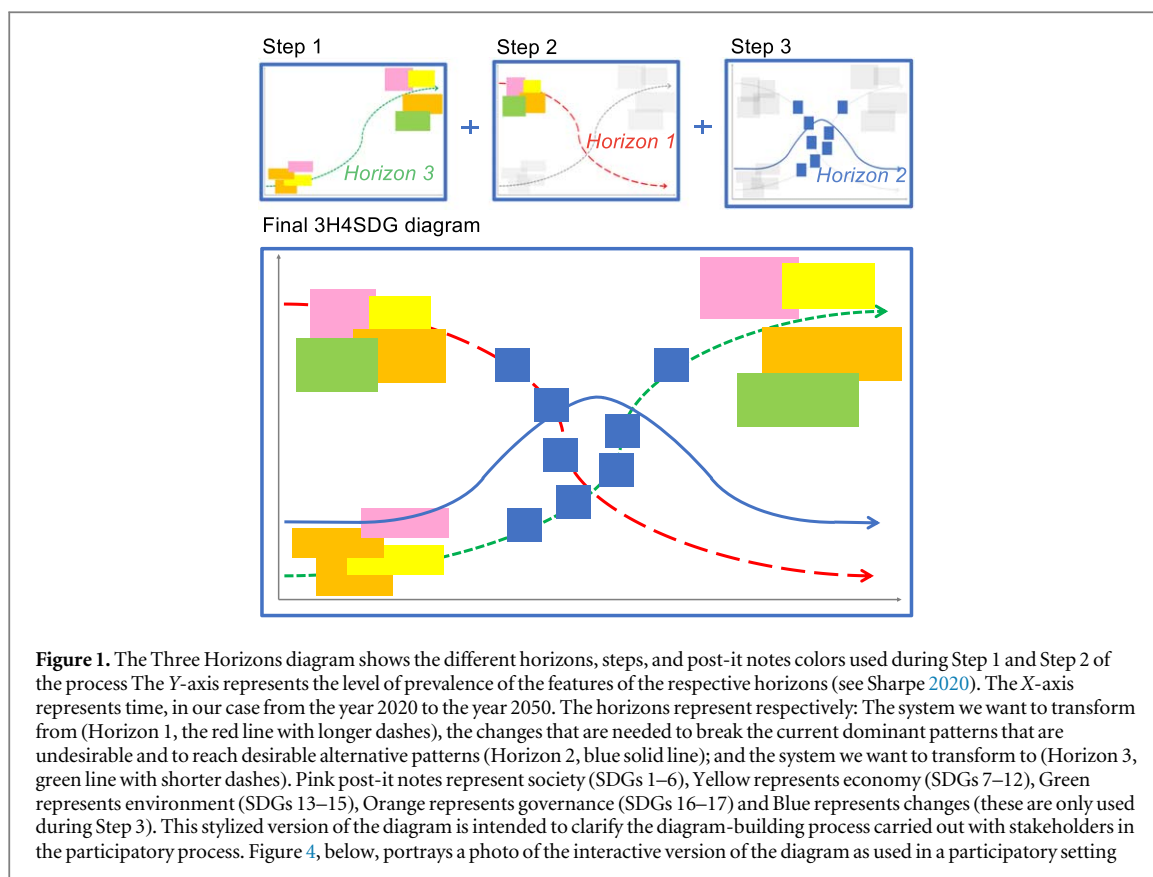 Step 1
Step 2
Step 3
Horizon 3
+
Horizon 1
+
Horizon 2
Final 3H4SDG diagram
Figure 1. The Three Horizons diagram shows the different horizons, steps, and post-it notes colors used during Step 1 and Step 2 of
the process The Y-axis represents the level of prevalence of the features of the respective horizons (see Sharpe 2020). The X-axis
represents time, in our case from the year 2020 to the year 2050. The horizons represent respectively: The system we want to transform
from (Horizon 1, the red line with longer dashes), the changes that are needed to break the current dominant patterns that are
undesirable and to reach desirable alternative patterns (Horizon 2, blue solid line); and the system we want to transform to (Horizon 3,
green line with shorter dashes). Pink post-it notes represent society (SDGs 1–6), Yellow represents economy (SDGs 7–12), Green
represents environment (SDGs 13–15), Orange represents governance (SDGs 16–17) and Blue represents changes (these are only used
during Step 3). This stylized version of the diagram is intended to clarify the diagram-building process carried out with stakeholders in
the participatory process. Figure 4, below, portrays a photo of the interactive version of the diagram as used in a participatory setting